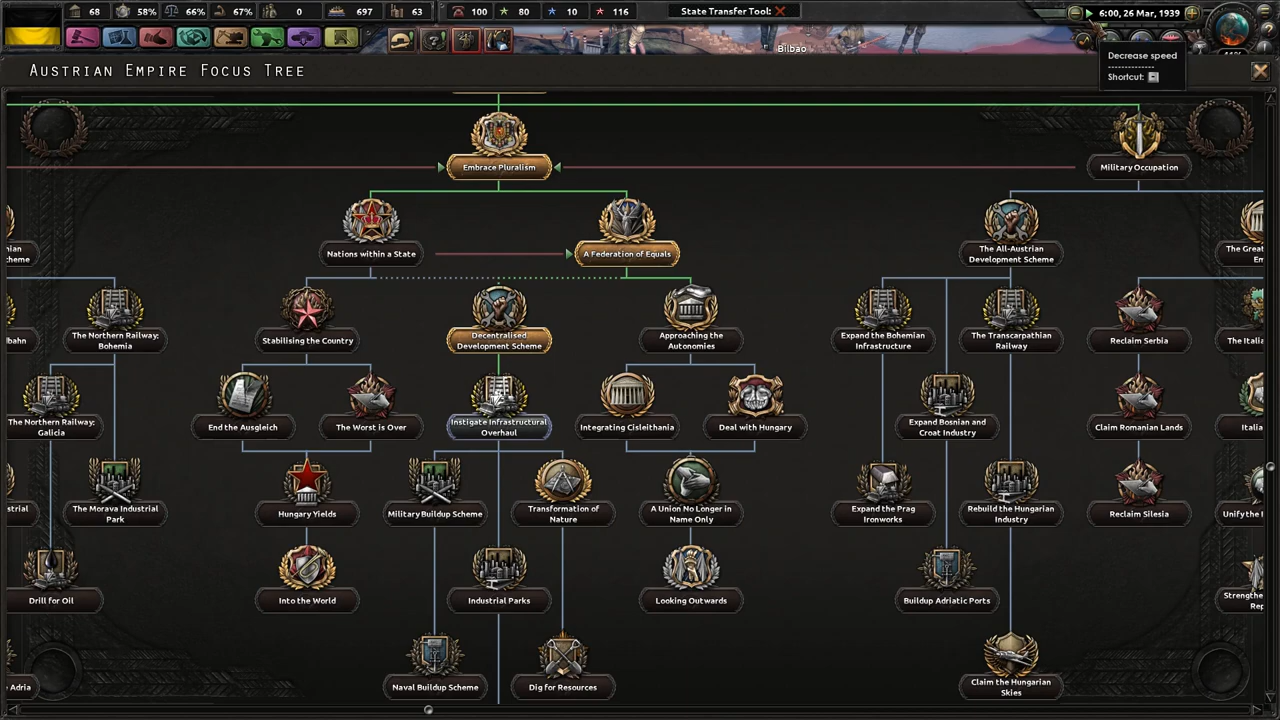 68
58%
66%
67%
0
697
63
100
80
10
116
State Transfer Tool:
6:00, 26 Mar, 1939
Bilbao
Decrease speed
--------------
Shortcut:
AUSTRIAN EMPIRE FOCUS TREE
Embrace Pluralism
Military Occupation
Nations within a State
A Federation of Equals
The All-Austrian
Development Scheme
The Great
The Northern Railway:
Bohemia
Stabilising the Country
Decentralised
Development Scheme
Approaching the
Autonomies
Expand the Bohemian
Infrastructure
The Transcarpathian
Railway
Reclaim Serbia
The Northern Railway:
Galicia
End the Ausgleich
The Worst is Over
Instigate Infrastructural
Overhaul
Integrating Cisleithania
Deal with Hungary
Expand Bosnian and
Croat Industry
Claim Romanian Lands
The Morava Industrial
Park
Hungary Yields
Military Buildup Scheme
Transformation of
Nature
A Union No Longer in
Name Only
Expand the Prag
Ironworks
Rebuild the Hungarian
Industry
Reclaim Silesia
Drill for Oil
Into the World
Industrial Parks
Looking Outwards
Buildup Adriatic Ports
Naval Buildup Scheme
Dig for Resources
Claim the Hungarian
Skies